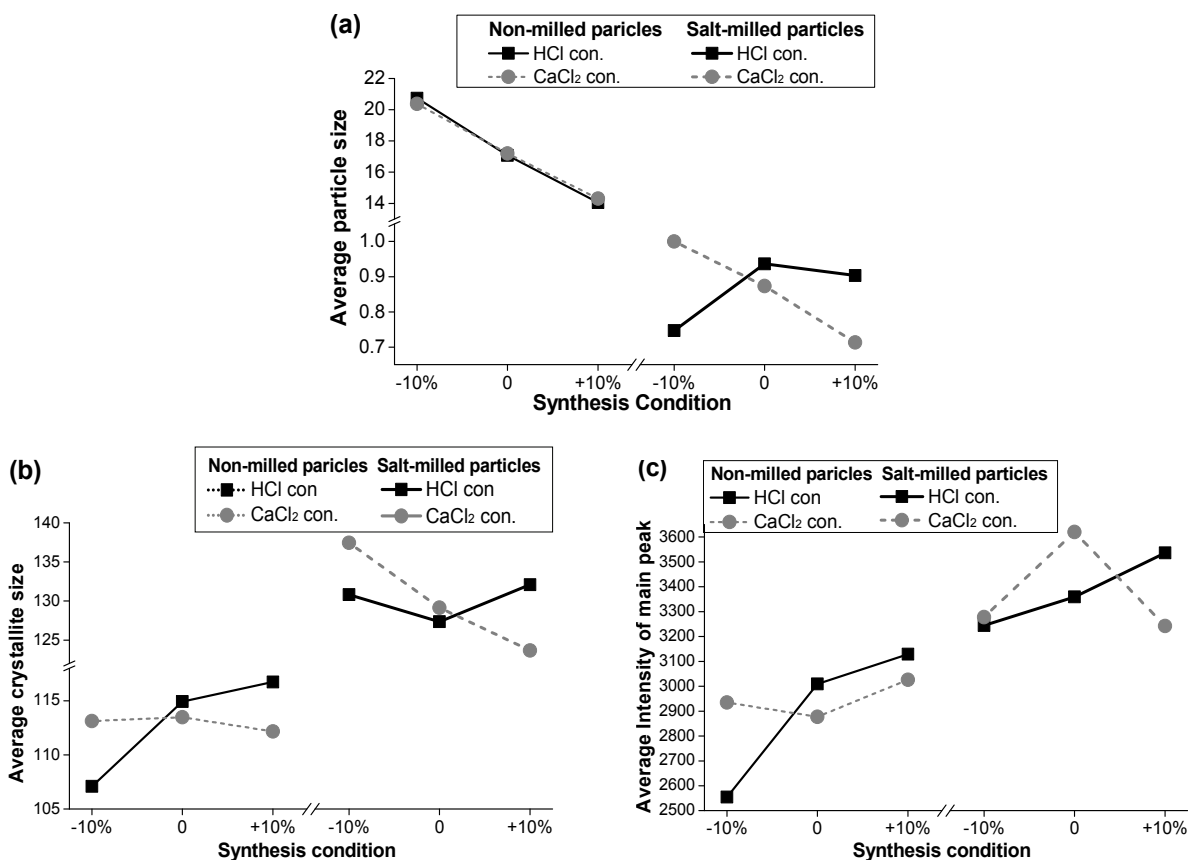 (a)
Non-milled paricles Salt-milled particles
HCl con. HCl con.
CaCl₂ con. CaCl₂ con.
Average particle size
22
20
18
16
14
1.0
0.9
0.8
0.7
-10% 0 +10% -10% 0 +10%
Synthesis Condition
(b)
Non-milled paricles Salt-milled particles
HCl con HCl con.
CaCl₂ con. CaCl₂ con.
Average crystallite size
140
135
130
125
115
110
105
-10% 0 +10% -10% 0 +10%
Synthesis condition
(c)
Non-milled paricles Salt-milled particles
HCl con HCl con.
CaCl₂ con. CaCl₂ con.
Average Intensity of main peak
3600
3500
3400
3300
3200
3100
3000
2900
2800
2700
2600
2500
-10% 0 +10% -10% 0 +10%
Synthesis condition